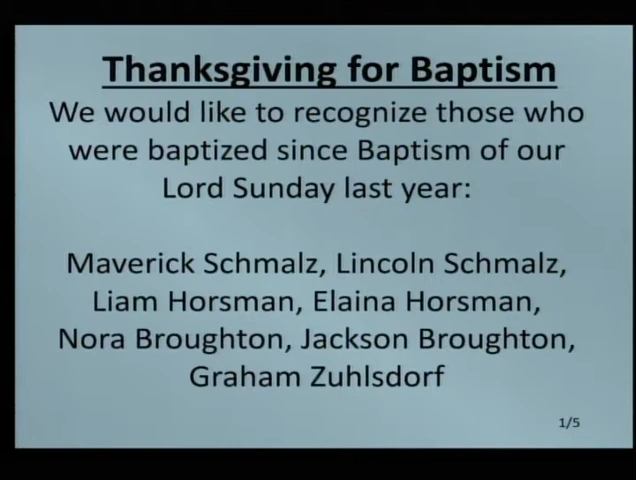 Thanksgiving for Baptism
We would like to recognize those who
were baptized since Baptism of our
Lord Sunday last year:
Maverick Schmalz, Lincoln Schmalz,
Liam Horsman, Elaina Horsman,
Nora Broughton, Jackson Broughton,
Graham Zuhlsdorf
1/5